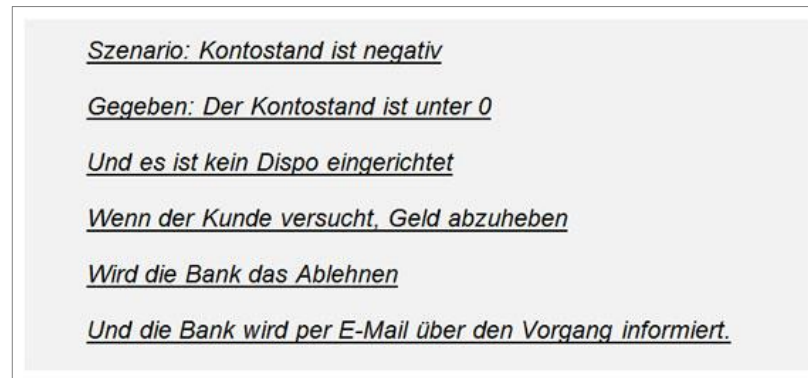 Szenario: Kontostand ist negativ
Gegeben: Der Kontostand ist unter 0
Und es ist kein Dispo eingerichtet
Wenn der Kunde versucht, Geld abzuheben
Wird die Bank das Ablehnen
Und die Bank wird per E-Mail über den Vorgang informiert.